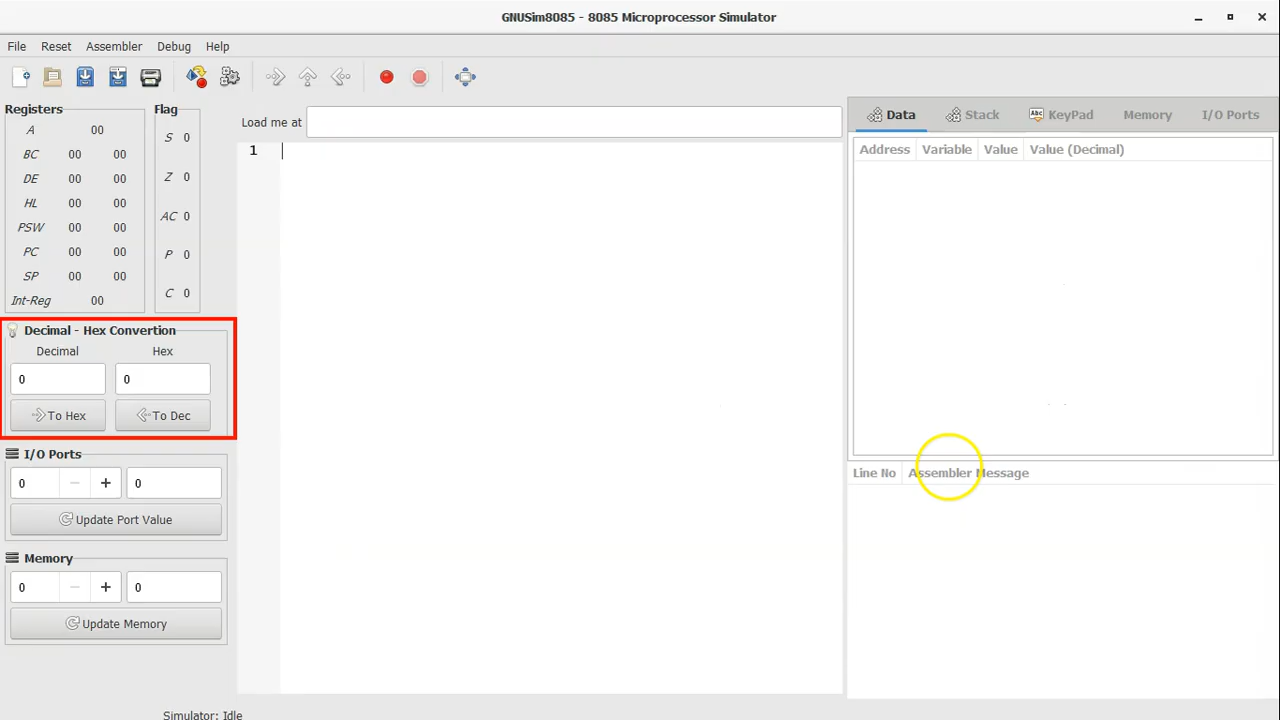 GNUSim8085 - 8085 Microprocessor Simulator
File Reset Assembler Debug Help
Registers
A 00
BC 00 00
DE 00 00
HL 00 00
PSW 00 00
PC 00 00
SP 00 00
Int-Reg 00
Flag
S 0
Z 0
AC 0
P 0
C 0
Decimal - Hex Convertion
Decimal Hex
0 0
To Hex To Dec
I/O Ports
0 - + 0
Update Port Value
Memory
0 - + 0
Update Memory
Load me at
1
Data Stack Abc KeyPad Memory I/O Ports
Address Variable Value Value (Decimal)
Line No Assembler Message
Simulator: Idle